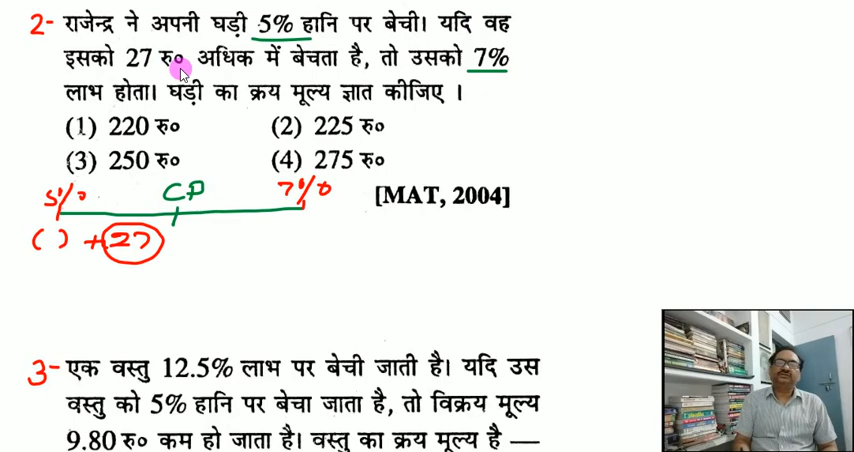 2- राजेन्द्र ने अपनी घड़ी 5% हानि पर बेची। यदि वह
इसको 27 रु० अधिक में बेचता है, तो उसको 7%
लाभ होता। घड़ी का क्रय मूल्य ज्ञात कीजिए ।
(1) 220 रु० (2) 225 रु०
(3) 250 रु० (4) 275 रु०
5% CP 7%
[MAT, 2004]
( ) + 27
3- एक वस्तु 12.5% लाभ पर बेची जाती है। यदि उस
वस्तु को 5% हानि पर बेचा जाता है, तो विक्रय मूल्य
9.80 रु० कम हो जाता है। वस्तु का क्रय मूल्य है —